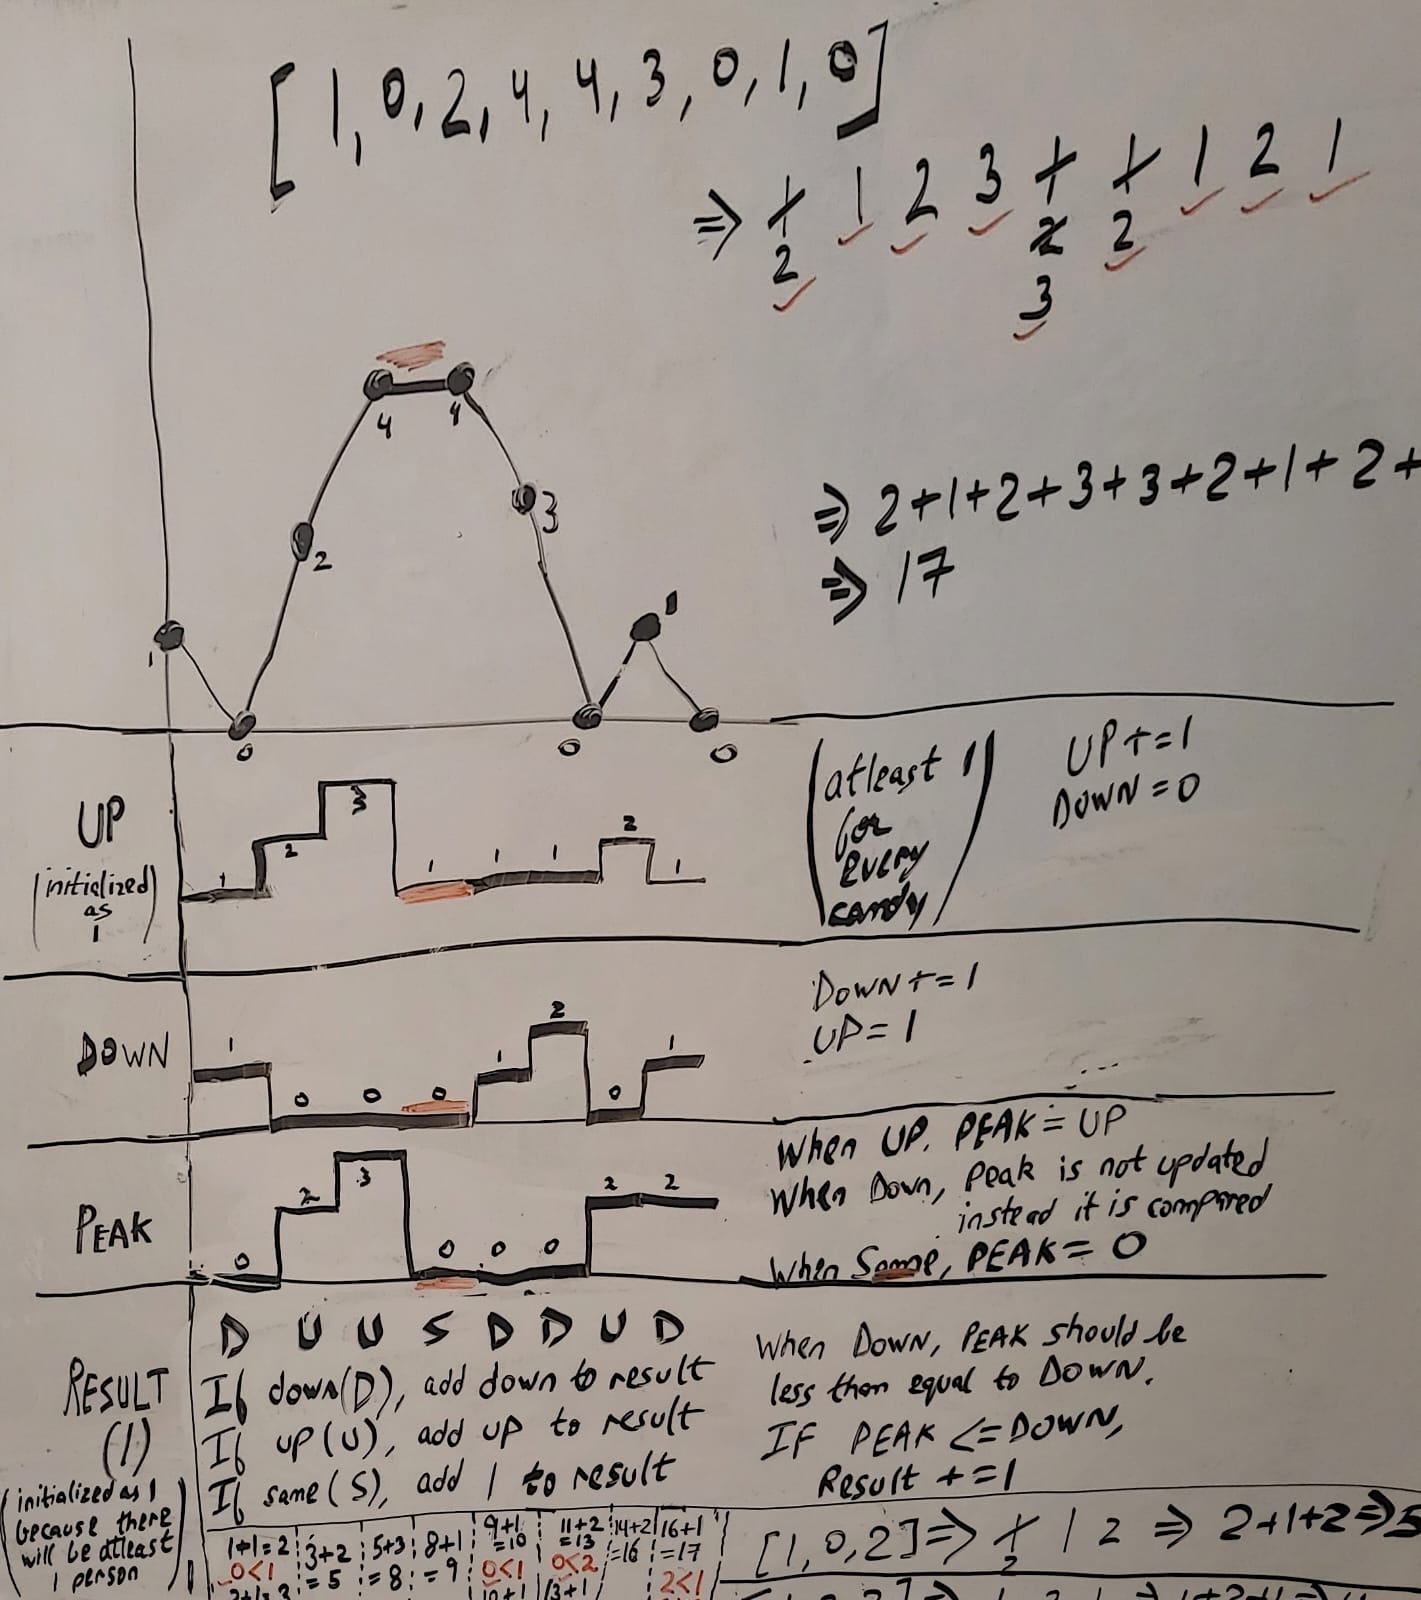 [1, 0, 2, 4, 4, 3, 0, 1, 0]
⇒ 1 1 2 3 1 1 1 2 1
2 2 2
3
4 4
2
3
1
1
0 0 0
⇒ 2+1+2+3+3+2+1+2+
⇒ 17
UP
(initialized
as
1)
1 2 3 1 1 1 2 1
(atleast 1
for
every
candy)
UP+=1
DOWN=0
DOWN
1 0 0 0 1 2 0 1
DOWN+=1
UP=1
PEAK
0 2 3 0 0 0 2 2
When UP, PEAK = UP
When Down, Peak is not updated
instead it is compared
When Same, PEAK = 0
D U U S D D U D
RESULT
(1)
(initialized as 1
because there
will be atleast
1 person)
If down(D), add down to result
If up(U), add up to result
If same(S), add 1 to result
When Down, PEAK should be
less than equal to Down.
IF PEAK <= DOWN,
Result +=1
1+1=2
0<1
2+1=3
3+2
=5
5+3
=8
8+1
=9
9+1
=10
0<1
10+1
11+2
=13
0<2
13+1
14+2
=16
16+1
=17
2<1
[1,0,2] ⇒ 1 1 2 ⇒ 2+1+2 ⇒ 5
2